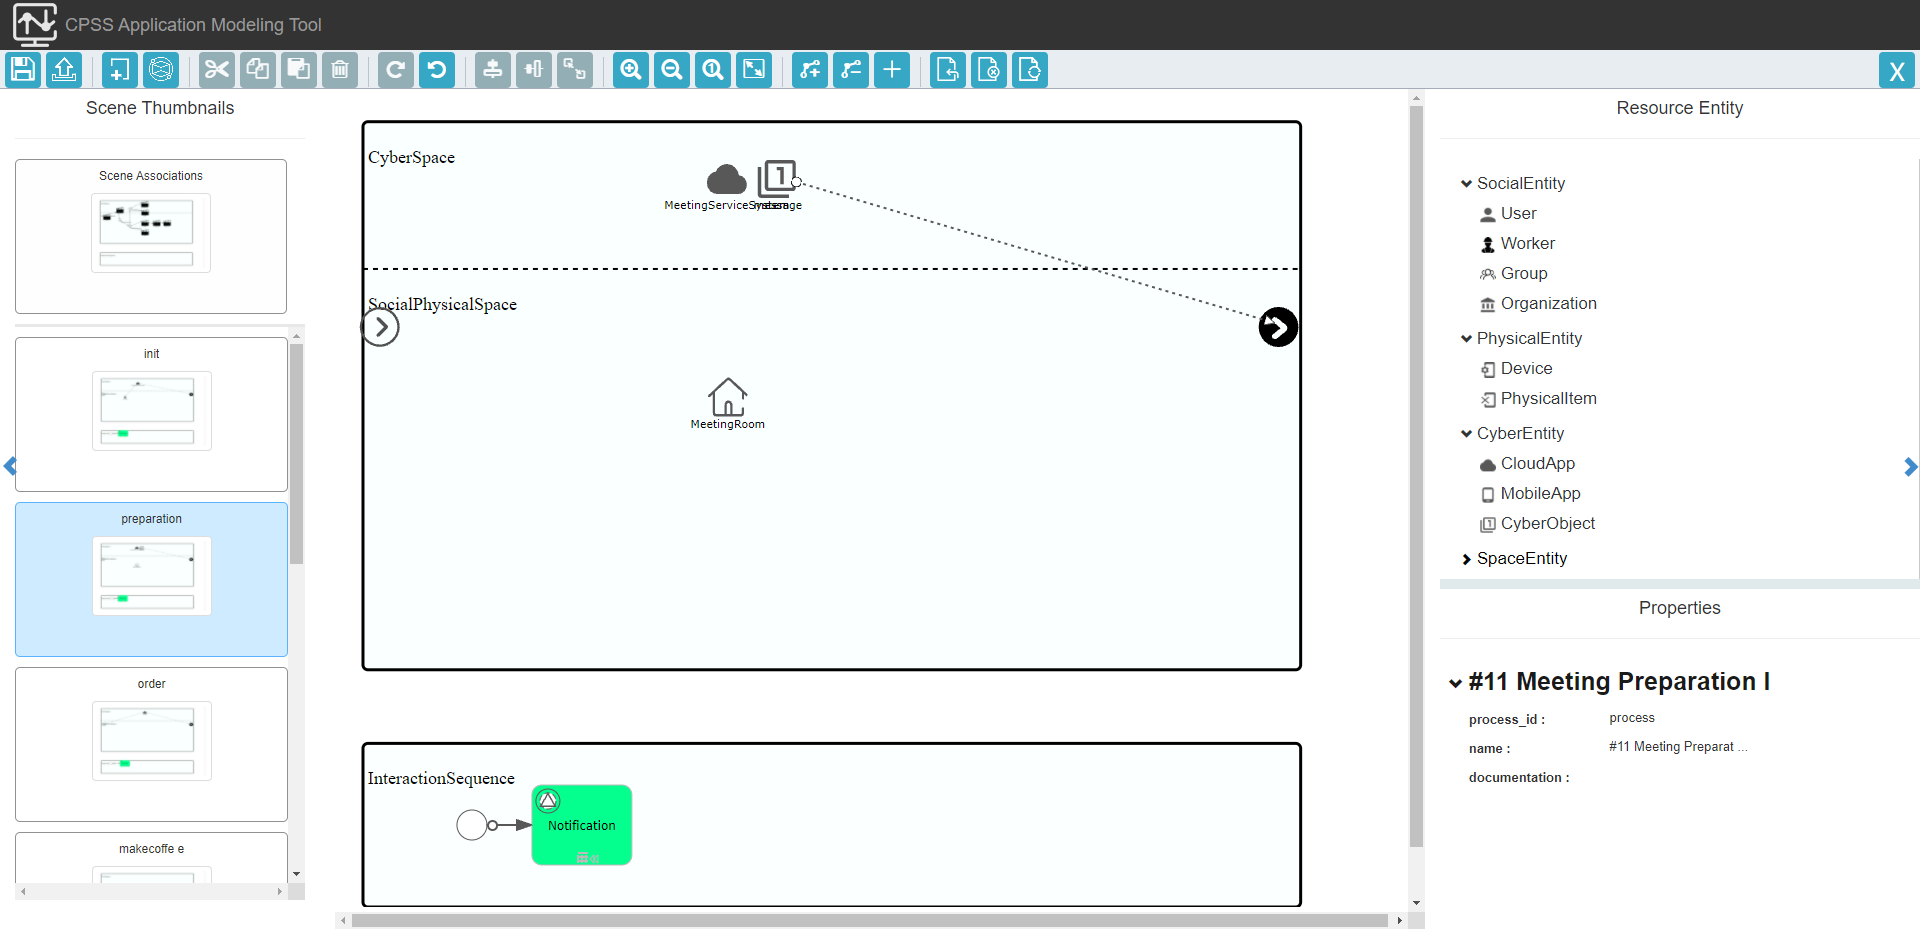 CPSS Application Modeling Tool
Scene Thumbnails
Scene Associations
init
preparation
order
makecoffe e
CyberSpace
MeetingServiceSystem
SocialPhysicalSpace
MeetingRoom
InteractionSequence
Notification
Resource Entity
SocialEntity
User
Worker
Group
Organization
PhysicalEntity
Device
PhysicalItem
CyberEntity
CloudApp
MobileApp
CyberObject
SpaceEntity
Properties
#11 Meeting Preparation I
process_id : process
name : #11 Meeting Preparat ...
documentation :